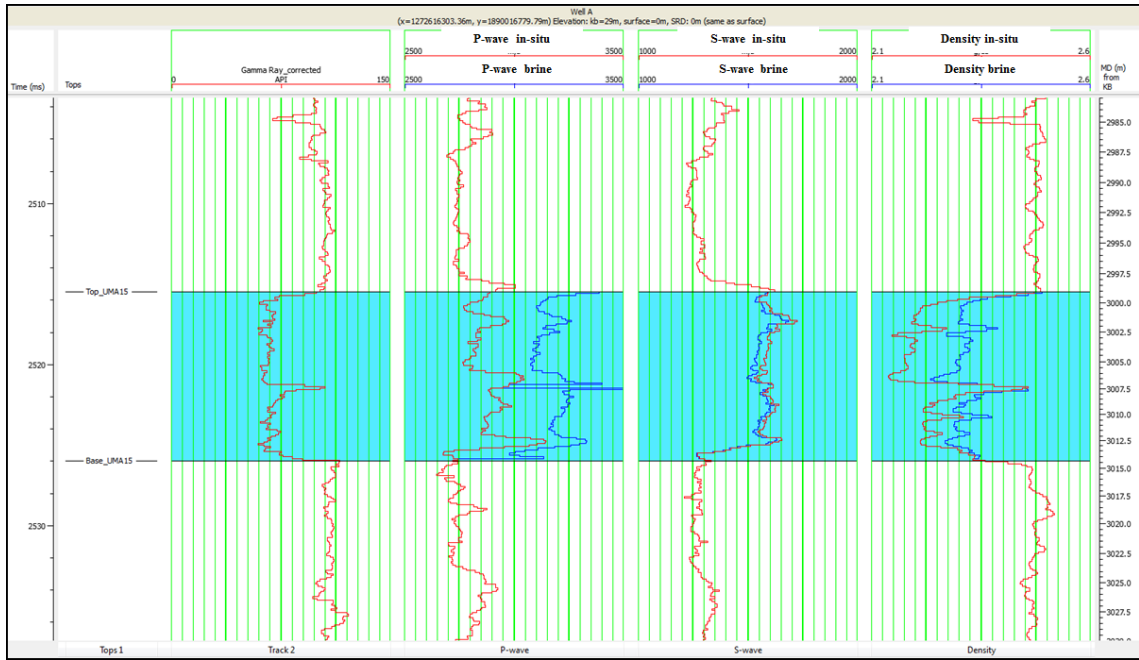 Well A
(x=1272616303.36m, y=1890016779.79m) Elevation: kb=29m, surface=0m, SRD: 0m (same as surface)
P-wave in-situ S-wave in-situ Density in-situ
2500 3500 1000 2000 2.1 2.6
Gamma Ray_corrected P-wave brine S-wave brine Density brine
Time (ms) Tops 0 API 150 2500 3500 1000 2000 2.1 2.6 MD (m) from KB
2985.0
2987.5
2990.0
2510
2992.5
2995.0
2997.5
Top_UMA15
3000.0
3002.5
2520
3005.0
3007.5
3010.0
3012.5
Base_UMA15
3015.0
3017.5
2530
3020.0
3022.5
3025.0
3027.5
Tops 1 Track 2 P-wave S-wave Density